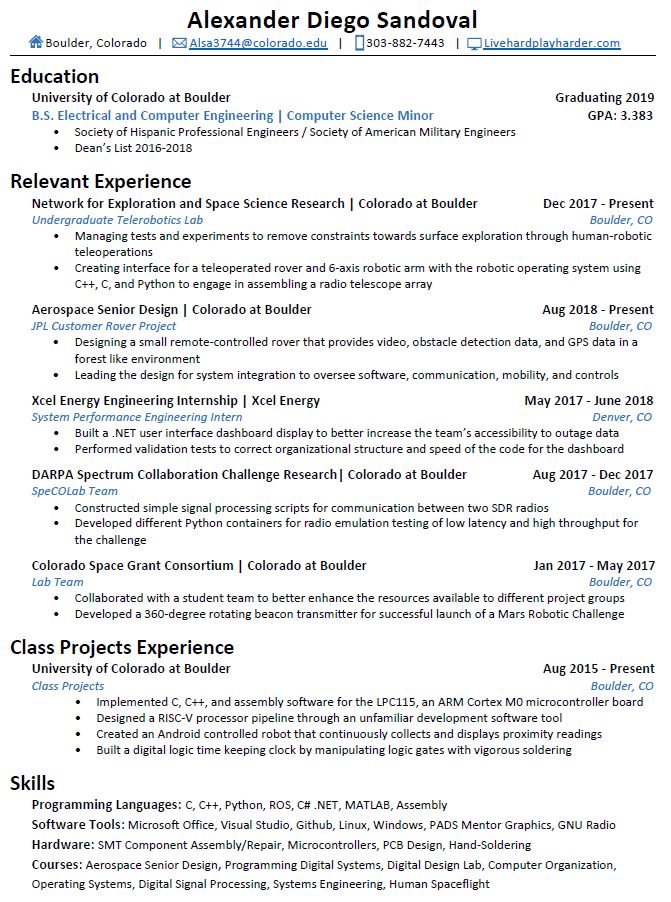 Alexander Diego Sandoval
Boulder, Colorado | Alsa3744@colorado.edu | 303-882-7443 | Livehardplayharder.com
Education
University of Colorado at Boulder Graduating 2019
B.S. Electrical and Computer Engineering | Computer Science Minor GPA: 3.383
• Society of Hispanic Professional Engineers / Society of American Military Engineers
• Dean's List 2016-2018
Relevant Experience
Network for Exploration and Space Science Research | Colorado at Boulder Dec 2017 - Present
Undergraduate Telerobotics Lab Boulder, CO
• Managing tests and experiments to remove constraints towards surface exploration through human-robotic
teleoperations
• Creating interface for a teleoperated rover and 6-axis robotic arm with the robotic operating system using
C++, C, and Python to engage in assembling a radio telescope array
Aerospace Senior Design | Colorado at Boulder Aug 2018 - Present
JPL Customer Rover Project Boulder, CO
• Designing a small remote-controlled rover that provides video, obstacle detection data, and GPS data in a
forest like environment
• Leading the design for system integration to oversee software, communication, mobility, and controls
Xcel Energy Engineering Internship | Xcel Energy May 2017 - June 2018
System Performance Engineering Intern Denver, CO
• Built a .NET user interface dashboard display to better increase the team's accessibility to outage data
• Performed validation tests to correct organizational structure and speed of the code for the dashboard
DARPA Spectrum Collaboration Challenge Research| Colorado at Boulder Aug 2017 - Dec 2017
SpeCOLab Team Boulder, CO
• Constructed simple signal processing scripts for communication between two SDR radios
• Developed different Python containers for radio emulation testing of low latency and high throughput for
the challenge
Colorado Space Grant Consortium | Colorado at Boulder Jan 2017 - May 2017
Lab Team Boulder, CO
• Collaborated with a student team to better enhance the resources available to different project groups
• Developed a 360-degree rotating beacon transmitter for successful launch of a Mars Robotic Challenge
Class Projects Experience
University of Colorado at Boulder Aug 2015 - Present
Class Projects Boulder, CO
• Implemented C, C++, and assembly software for the LPC115, an ARM Cortex M0 microcontroller board
• Designed a RISC-V processor pipeline through an unfamiliar development software tool
• Created an Android controlled robot that continuously collects and displays proximity readings
• Built a digital logic time keeping clock by manipulating logic gates with vigorous soldering
Skills
Programming Languages: C, C++, Python, ROS, C# .NET, MATLAB, Assembly
Software Tools: Microsoft Office, Visual Studio, Github, Linux, Windows, PADS Mentor Graphics, GNU Radio
Hardware: SMT Component Assembly/Repair, Microcontrollers, PCB Design, Hand-Soldering
Courses: Aerospace Senior Design, Programming Digital Systems, Digital Design Lab, Computer Organization,
Operating Systems, Digital Signal Processing, Systems Engineering, Human Spaceflight